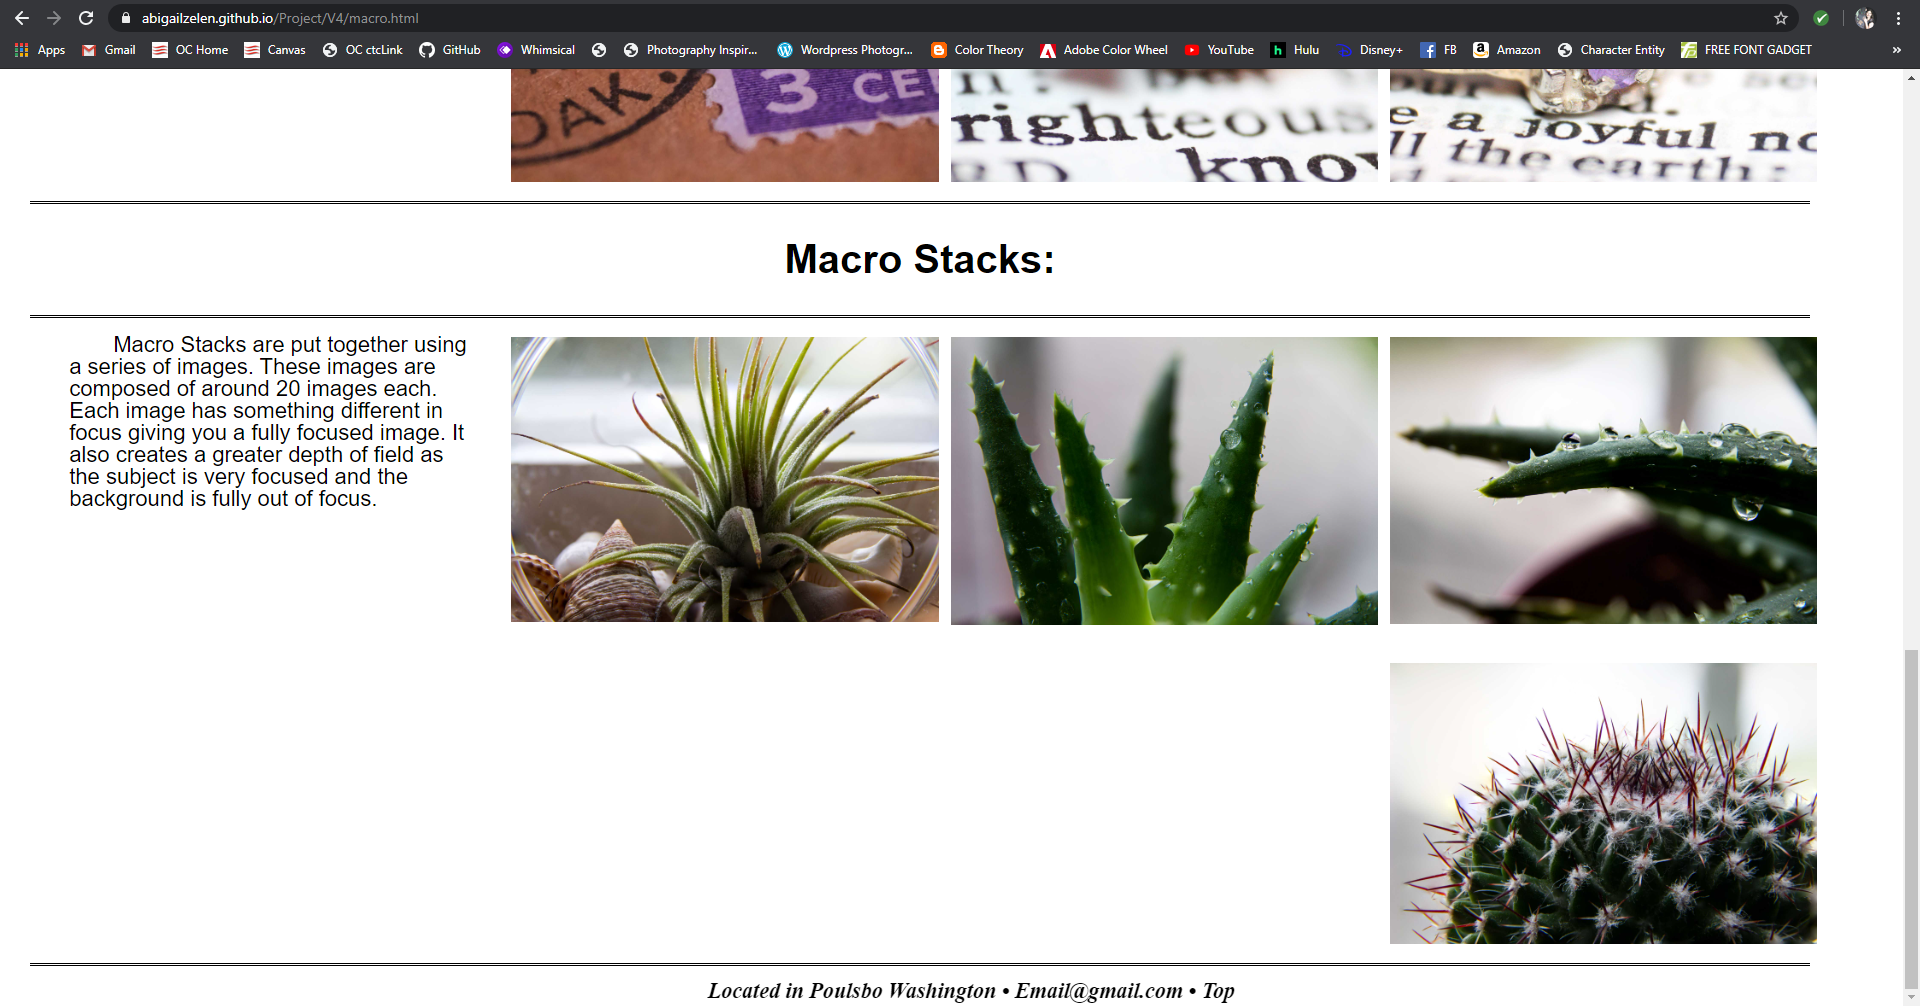 abigailzelen.github.io/Project/V4/macro.html
Apps Gmail OC Home Canvas OC ctcLink GitHub Whimsical Photography Inspir... Wordpress Photogr... Color Theory Adobe Color Wheel YouTube Hulu Disney+ FB Amazon Character Entity FREE FONT GADGET »
OAK
3 CE
righteous
know
e a joyful no
ll the earth:
Macro Stacks:
Macro Stacks are put together using
a series of images. These images are
composed of around 20 images each.
Each image has something different in
focus giving you a fully focused image. It
also creates a greater depth of field as
the subject is very focused and the
background is fully out of focus.
Located in Poulsbo Washington • Email@gmail.com • Top